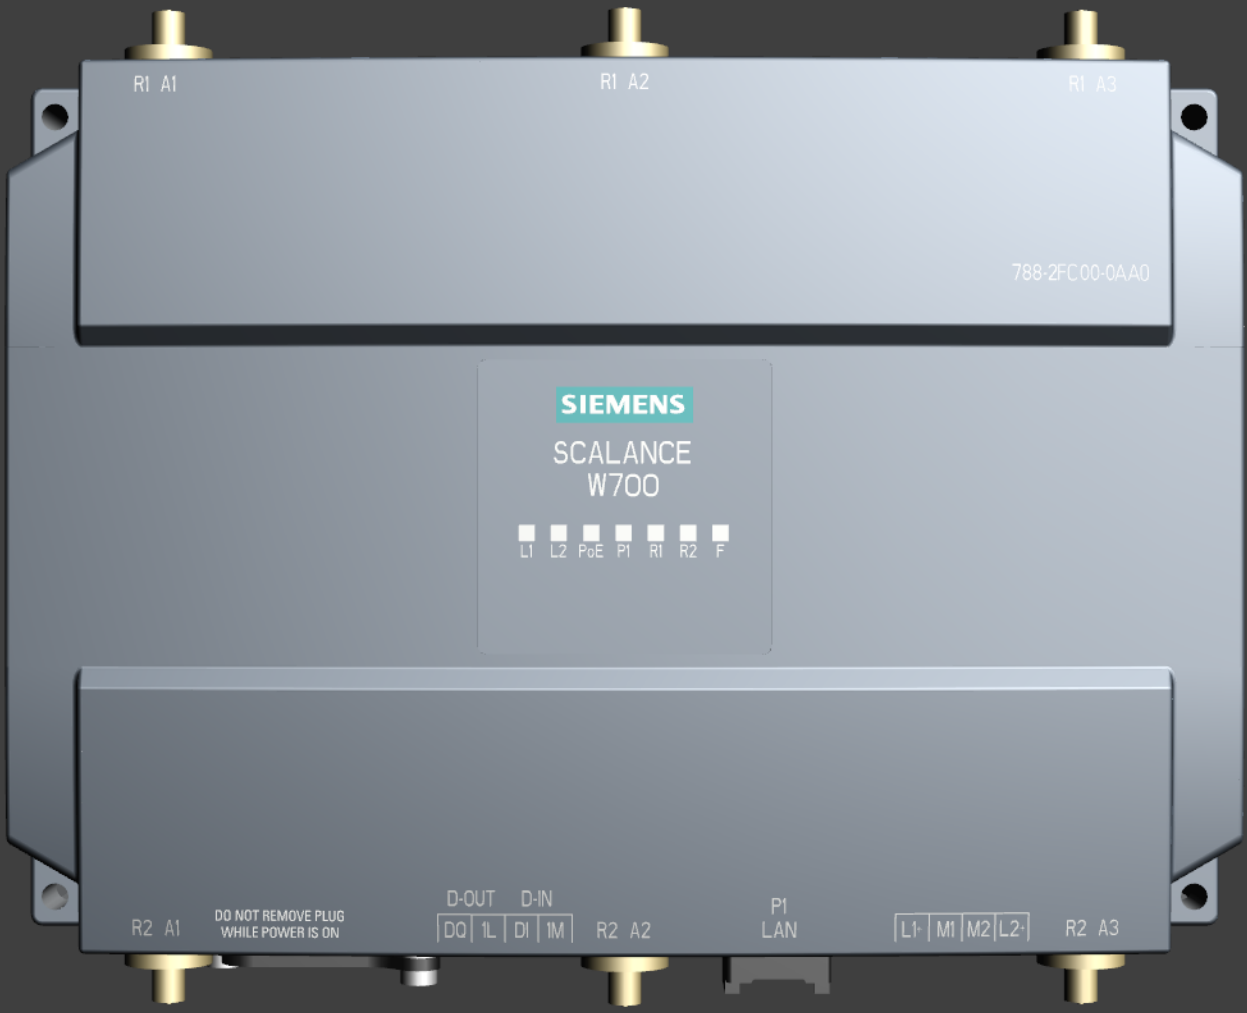 R1 A1
R1 A2
R1 A3
788-2FC00-0AA0
SIEMENS
SCALANCE
W700
L1 L2 PoE P1 R1 R2 F
D-OUT D-IN
P1
DO NOT REMOVE PLUG
WHILE POWER IS ON
R2 A1
DQ 1L DI 1M
R2 A2
LAN
L1+ M1 M2 L2+
R2 A3